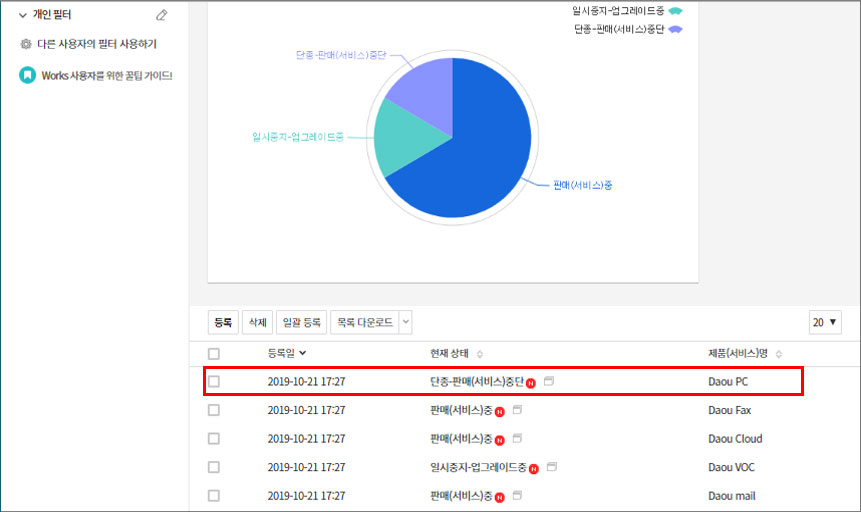 개인 필터
다른 사용자의 필터 사용하기
Works 사용자를 위한 꿀팁 가이드!
일시중지-업그레이드중
단종-판매(서비스)중단
단종-판매(서비스)중단
일시중지-업그레이드중
판매(서비스)중
등록 삭제 일괄 등록 목록 다운로드 20
등록일 현재 상태 제품(서비스)명
2019-10-21 17:27 단종-판매(서비스)중단 N Daou PC
2019-10-21 17:27 판매(서비스)중 N Daou Fax
2019-10-21 17:27 판매(서비스)중 N Daou Cloud
2019-10-21 17:27 일시중지-업그레이드중 N Daou VOC
2019-10-21 17:27 판매(서비스)중 N Daou mail